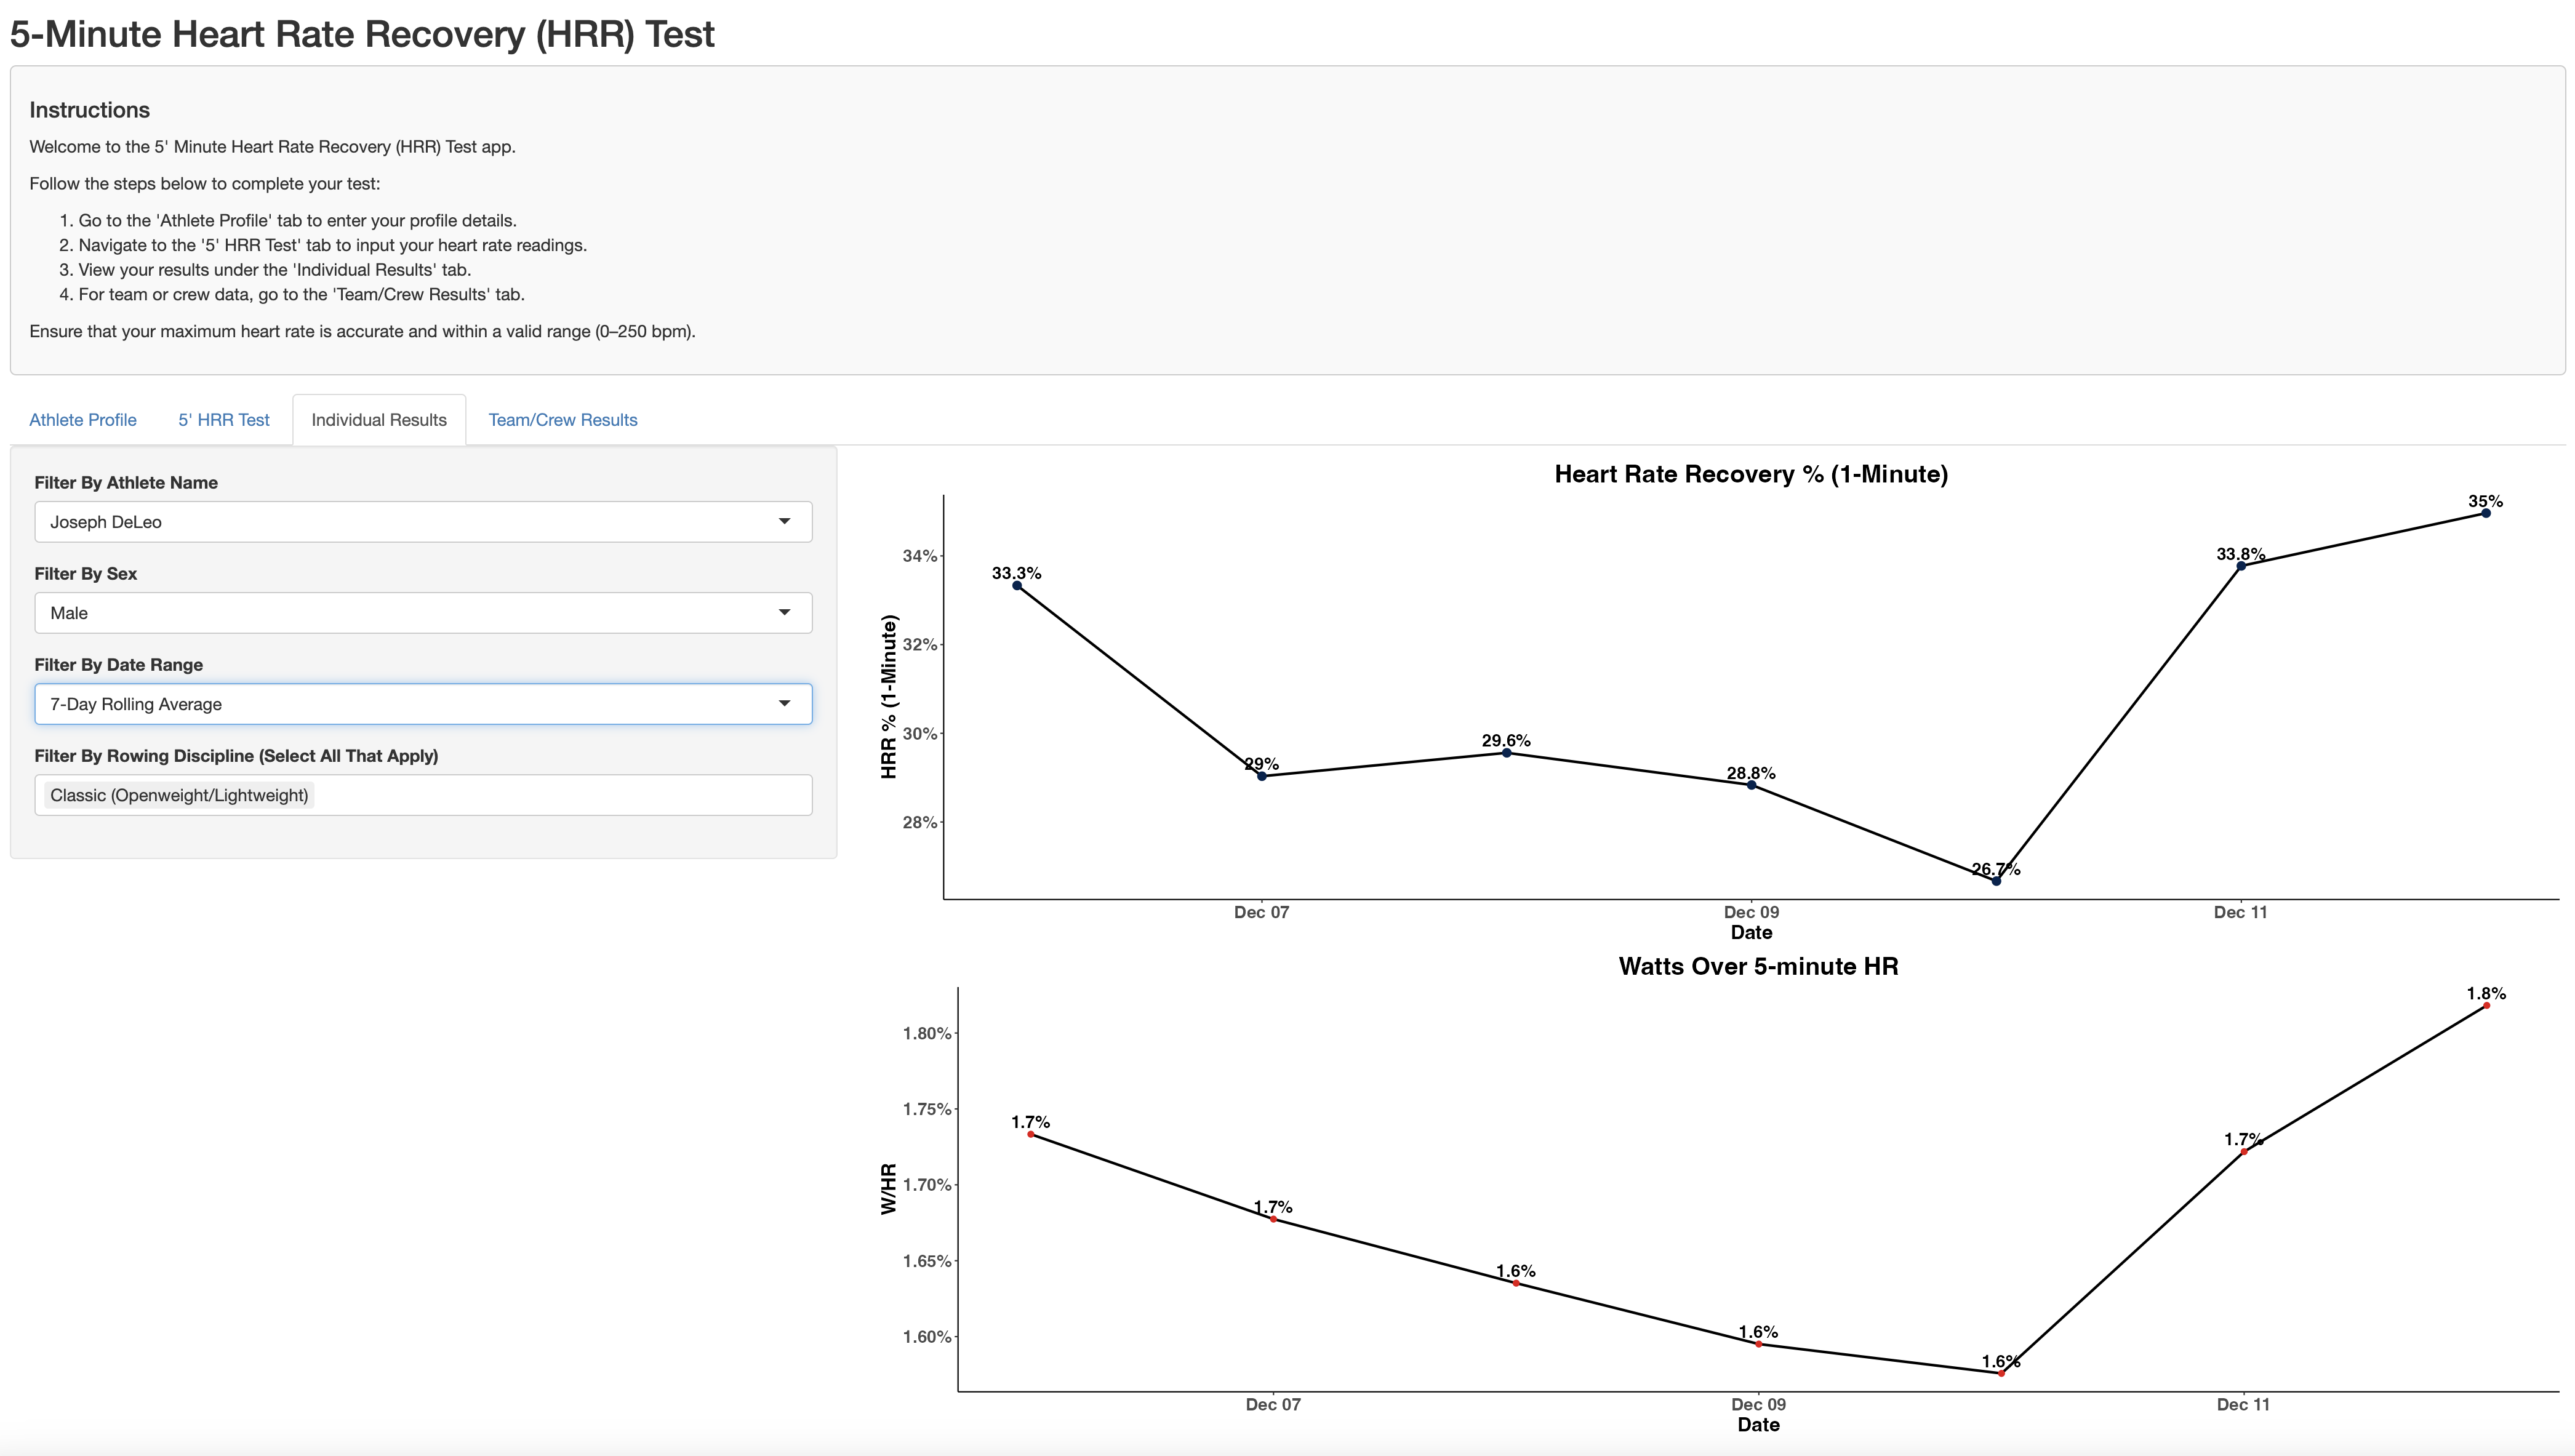 5-Minute Heart Rate Recovery (HRR) Test
Instructions
Welcome to the 5' Minute Heart Rate Recovery (HRR) Test app.
Follow the steps below to complete your test:
1. Go to the 'Athlete Profile' tab to enter your profile details.
2. Navigate to the '5' HRR Test' tab to input your heart rate readings.
3. View your results under the 'Individual Results' tab.
4. For team or crew data, go to the 'Team/Crew Results' tab.
Ensure that your maximum heart rate is accurate and within a valid range (0–250 bpm).
Athlete Profile 5' HRR Test Individual Results Team/Crew Results
Filter By Athlete Name
Joseph DeLeo
Filter By Sex
Male
Filter By Date Range
7-Day Rolling Average
Filter By Rowing Discipline (Select All That Apply)
Classic (Openweight/Lightweight)
Heart Rate Recovery % (1-Minute)
HRR % (1-Minute)
34%
32%
30%
28%
33.3%
29%
29.6%
28.8%
26.7%
33.8%
35%
Dec 07 Dec 09 Dec 11
Date
Watts Over 5-minute HR
W/HR
1.80%
1.75%
1.70%
1.65%
1.60%
1.7%
1.7%
1.6%
1.6%
1.6%
1.7%
1.8%
Dec 07 Dec 09 Dec 11
Date